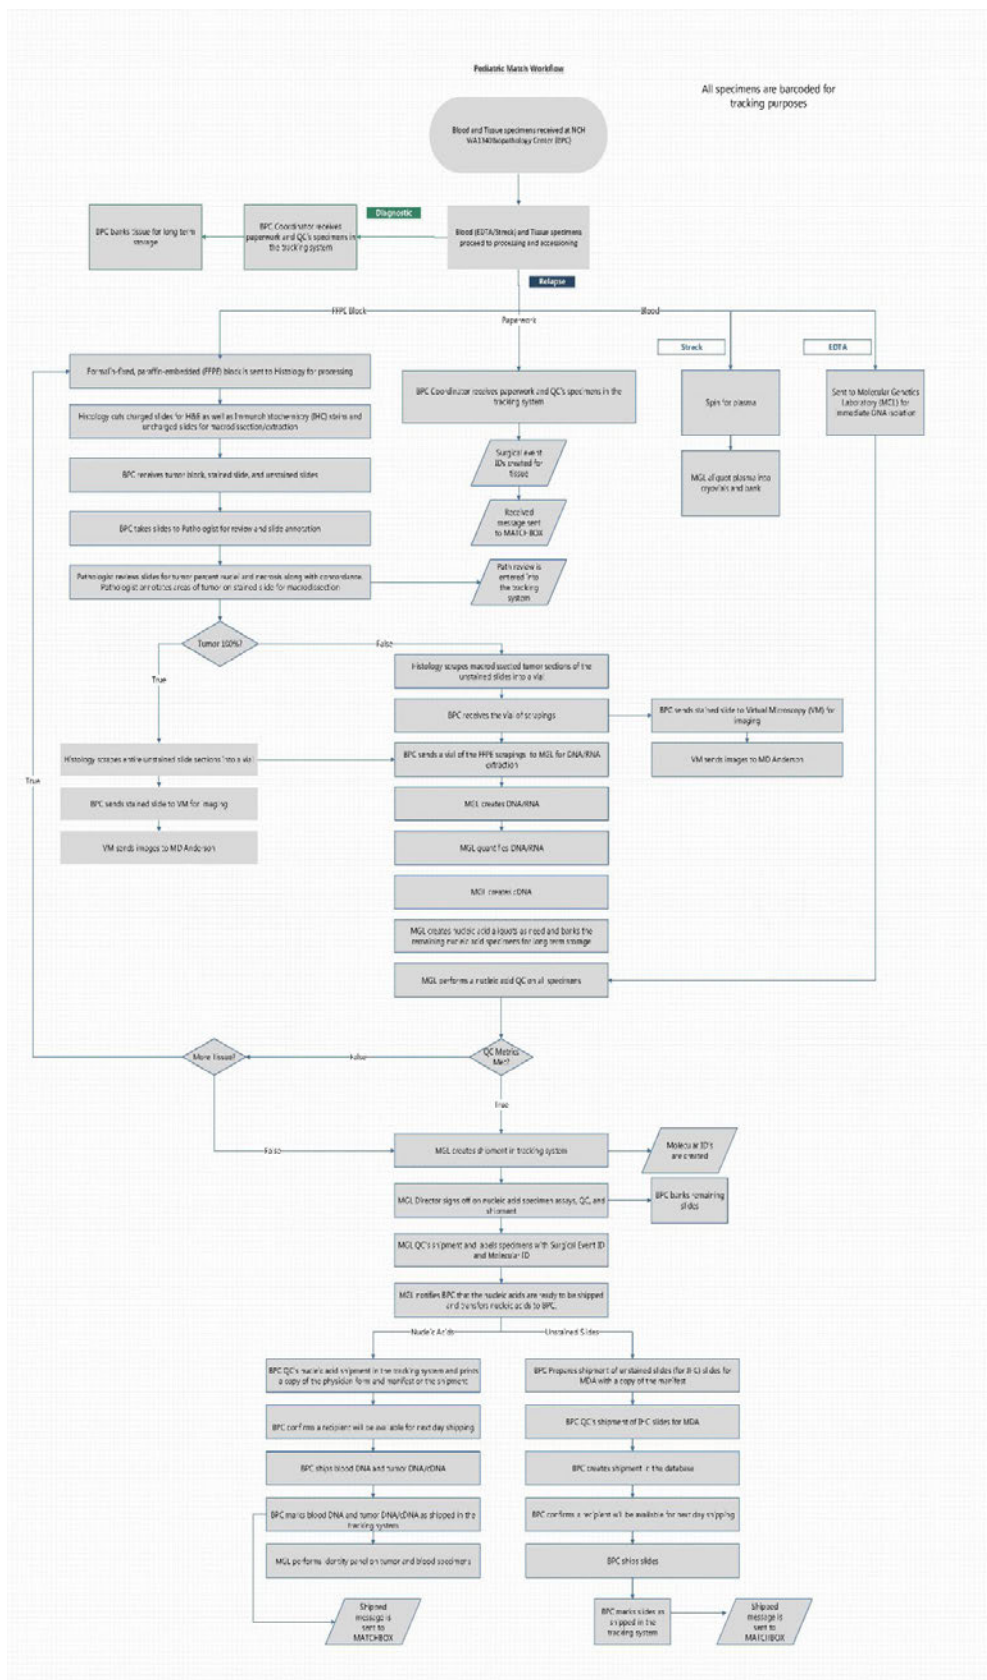 Pediatric Match Workflow
All specimens are barcoded for
tracking purposes
Blood and Tissue specimens received at NCH
Biopathology Center (BPC)
Diagnostic
BPC banks tissue for long term
storage
BPC Coordinator receives
paperwork and QC's specimens in
the tracking system
Blood (EDTA/Streck) and Tissue specimens
proceed to processing and accessioning
Relapse
Block
Paperwork
Blood
Streck
EDTA
Formalin-fixed, paraffin-embedded (FFPE) block is sent to Histology for processing
BPC Coordinator receives paperwork and QC's specimens in the
tracking system
Spin for plasma
Sent to Molecular Genetics
Laboratory for
immediate DNA isolation
Histology cuts charged slides for H&E as well as Immunohistochemistry (IHC) stains and
uncharged slides for macrodissection/extraction
Surgical event
IDs created for
tissue
BPC receives tumor block, stained slide, and unstained slides
MGL aliquot plasma into
cryovials and bank
Received
message sent
to MATCHBOX
BPC takes slides to Pathologist for review and slide annotation
Pathologist reviews slides for tumor percent nuclei and necrosis along with concordance.
Pathologist annotates areas of tumor on stained slide for macrodissection
Path review is
entered into
the tracking
system
Tumor 100%?
False
True
Histology scrapes macrodissected tumor sections of the
unstained slides into a vial
BPC receives the vial of scrapings
BPC sends stained slide to Virtual Microscopy (VM) for
imaging
Histology scrapes entire unstained slide sections into a vial
BPC sends a vial of the FFPE scrapings to MGL for DNA/RNA
extraction
VM sends images to MD Anderson
True
BPC sends stained slide to VM for imaging
MGL creates DNA/RNA
VM sends images to MD Anderson
MGL quantifies DNA/RNA
MGL creates cDNA
MGL creates nucleic acid aliquots as need and banks the
remaining nucleic acid specimens for long term storage
MGL performs a nucleic acid QC on all specimens
More Tissue?
False
QC Metrics
Met?
True
False
MGL creates shipment in tracking system
Molecular ID's
are created
MGL Director signs off on nucleic acid specimen assays, QC, and
shipment
BPC banks remaining
slides
MGL QC's shipment and labels specimens with Surgical Event ID
and Molecular ID
MGL notifies BPC that the nucleic acids are ready to be shipped
and transfers nucleic acids to BPC.
Nucleic Acids
Unstained Slides
BPC QC's nucleic acid shipment in the tracking system and prints
a copy of the physician form and manifest or the shipment
BPC Prepares shipment of unstained slides (for IHC) slides for
MDA with a copy of the manifest
BPC confirms a recipient will be available for next day shipping
BPC QC's shipment of IHC slides for MDA
BPC ships blood DNA and tumor DNA/cDNA
BPC creates shipment in the database
BPC marks blood DNA and tumor DNA/cDNA as shipped in the
tracking system
BPC confirms a recipient will be available for next day shipping
MGL performs identity panel on tumor and blood specimens
BPC ships slides
Shipped
message is
sent to
MATCHBOX
BPC marks slides as
shipped in the
tracking system
Shipped
message is
sent to
MATCHBOX